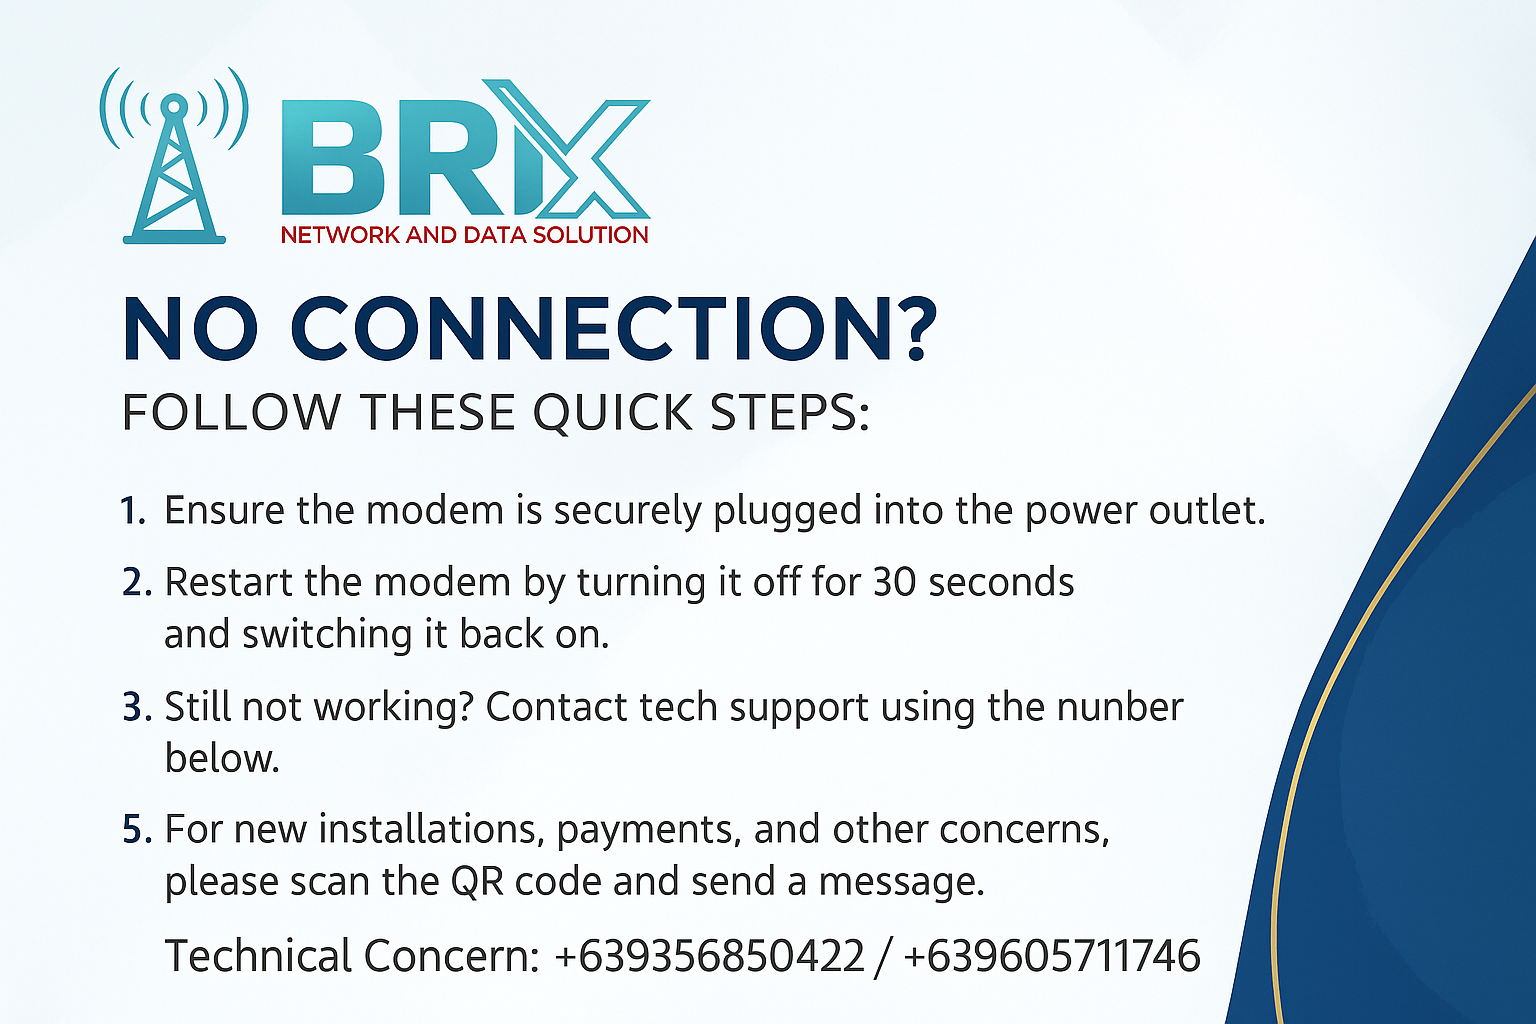 BRIX
NETWORK AND DATA SOLUTION
NO CONNECTION?
FOLLOW THESE QUICK STEPS:
1. Ensure the modem is securely plugged into the power outlet.
2. Restart the modem by turning it off for 30 seconds
and switching it back on.
3. Still not working? Contact tech support using the nunber
below.
5. For new installations, payments, and other concerns,
please scan the QR code and send a message.
Technical Concern: +639356850422 / +639605711746